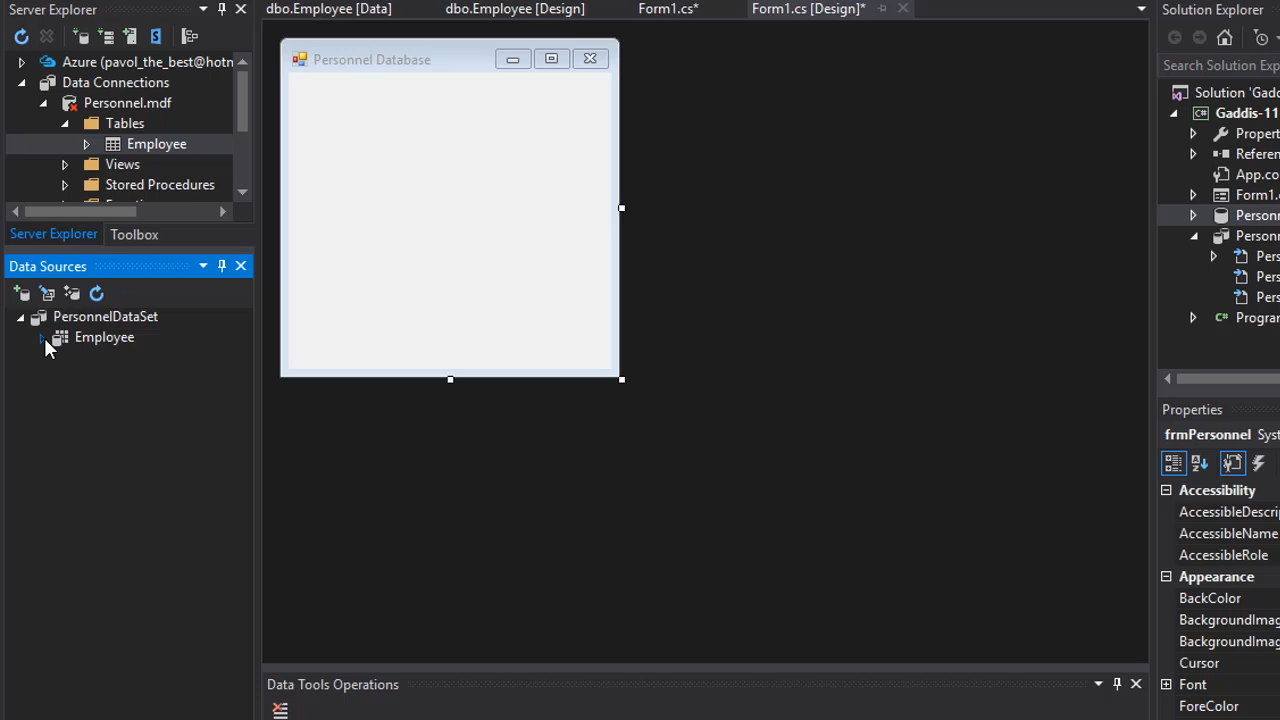 Server Explorer
dbo.Employee [Data]
dbo.Employee [Design]
Form1.cs*
Form1.cs [Design]*
Solution Explorer
Azure (pavol_the_best@hotn
Data Connections
Personnel.mdf
Tables
Employee
Views
Stored Procedures
Server Explorer
Toolbox
Data Sources
PersonnelDataSet
Employee
Personnel Database
Search Solution Exp
Solution 'Gadd
Gaddis-11
Propert
Referen
App.co
Form1.
Personn
Personn
Pers
Pers
Pers
Program
Properties
frmPersonnel Syst
Accessibility
AccessibleDescri
AccessibleName
AccessibleRole
Appearance
BackColor
BackgroundImag
BackgroundImag
Cursor
Font
ForeColor
Data Tools Operations